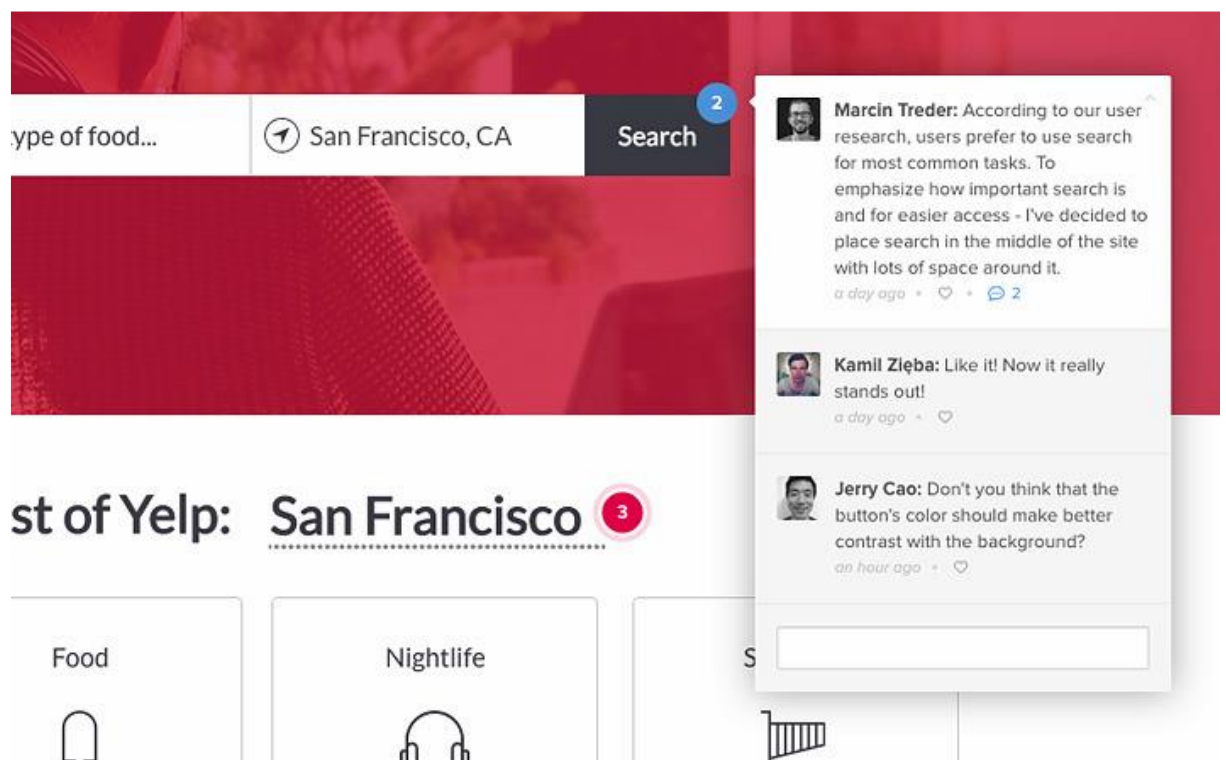 ype of food...
San Francisco, CA
Search
2
Marcin Treder: According to our user
research, users prefer to use search
for most common tasks. To
emphasize how important search is
and for easier access - I've decided to
place search in the middle of the site
with lots of space around it.
a day ago
2
Kamil Zięba: Like it! Now it really
stands out!
a day ago
Jerry Cao: Don't you think that the
button's color should make better
contrast with the background?
an hour ago
st of Yelp: San Francisco
3
Food
Nightlife
S